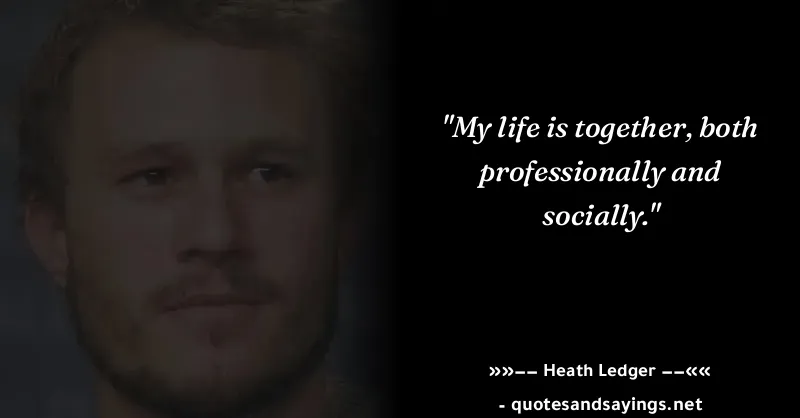 "My life is together, both
professionally and
socially."
»»–– Heath Ledger ––««
- quotesandsayings.net